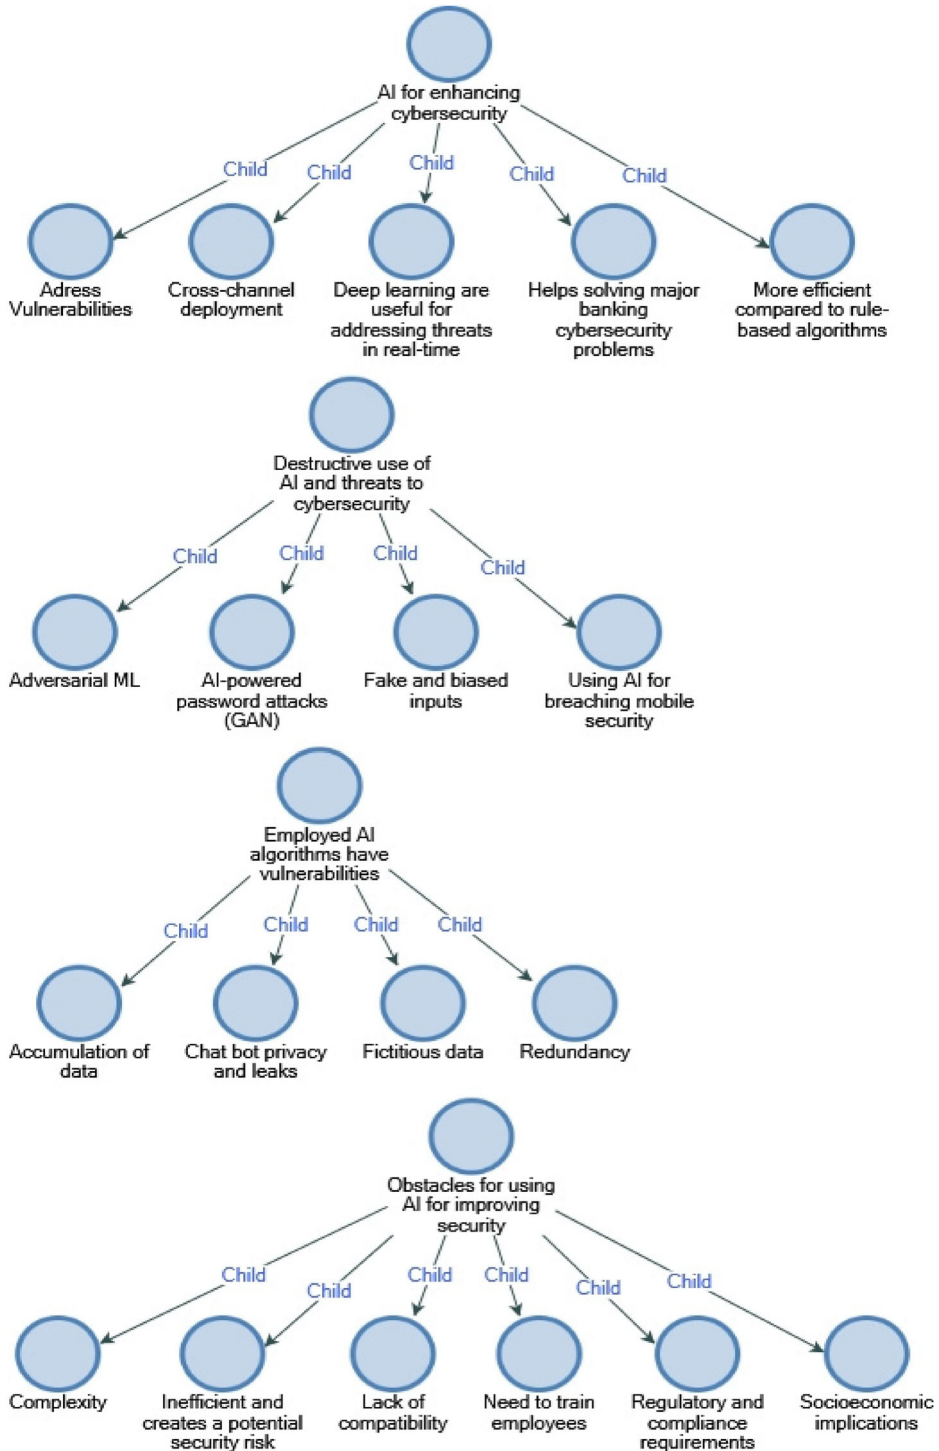 AI for enhancing
cybersecurity
Child
Child
Child
Child
Child
Adress
Vulnerabilities
Cross-channel
deployment
Deep learning are
useful for
addressing threats
in real-time
Helps solving major
banking
cybersecurity
problems
More efficient
compared to rule-
based algorithms
Destructive use of
AI and threats to
cybersecurity
Child
Child
Child
Child
Adversarial ML
AI-powered
password attacks
(GAN)
Fake and biased
inputs
Using AI for
breaching mobile
security
Employed AI
algorithms have
vulnerabilities
Child
Child
Child
Child
Accumulation of
data
Chat bot privacy
and leaks
Fictitious data
Redundancy
Obstacles for using
AI for improving
security
Child
Child
Child
Child
Child
Child
Complexity
Inefficient and
creates a potential
security risk
Lack of
compatibility
Need to train
employees
Regulatory and
compliance
requirements
Socioeconomic
implications